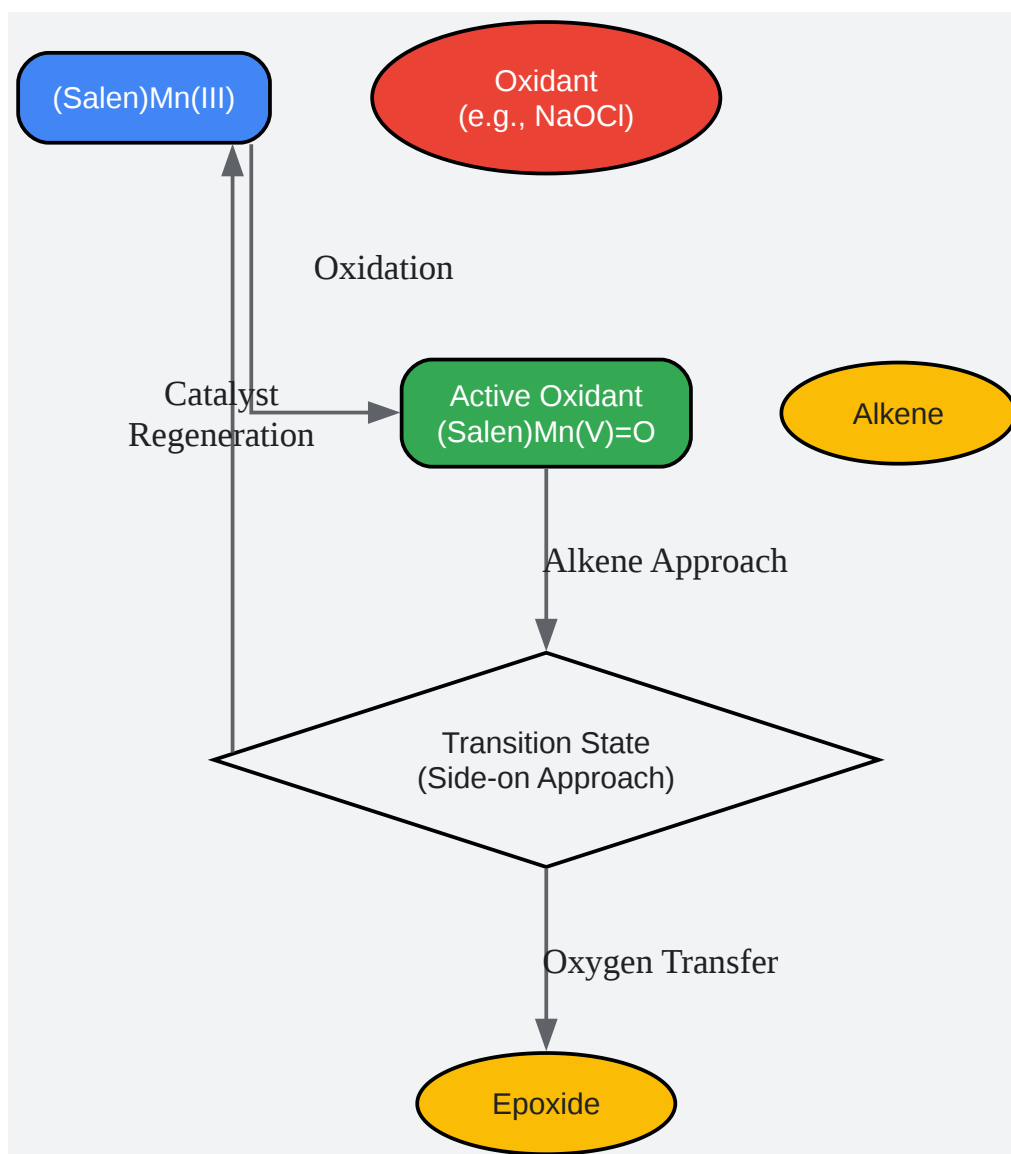 (Salen)Mn(III)
Oxidant
(e.g., NaOCl)
Oxidation
Catalyst
Regeneration
Active Oxidant
(Salen)Mn(V)=O
Alkene
Alkene Approach
Transition State
(Side-on Approach)
Oxygen Transfer
Epoxide